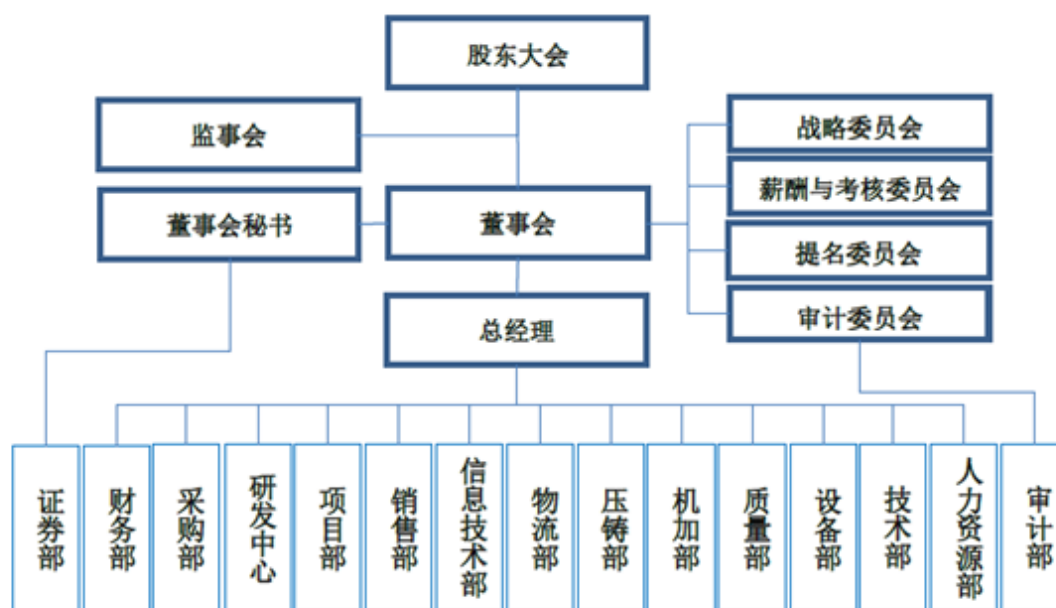 股东大会
监事会
战略委员会
薪酬与考核委员会
董事会秘书
董事会
提名委员会
审计委员会
总经理
证券部
财务部
采购部
研发中心
项目部
销售部
信息技术部
物流部
压铸部
机加部
质量部
设备部
技术部
人力资源部
审计部